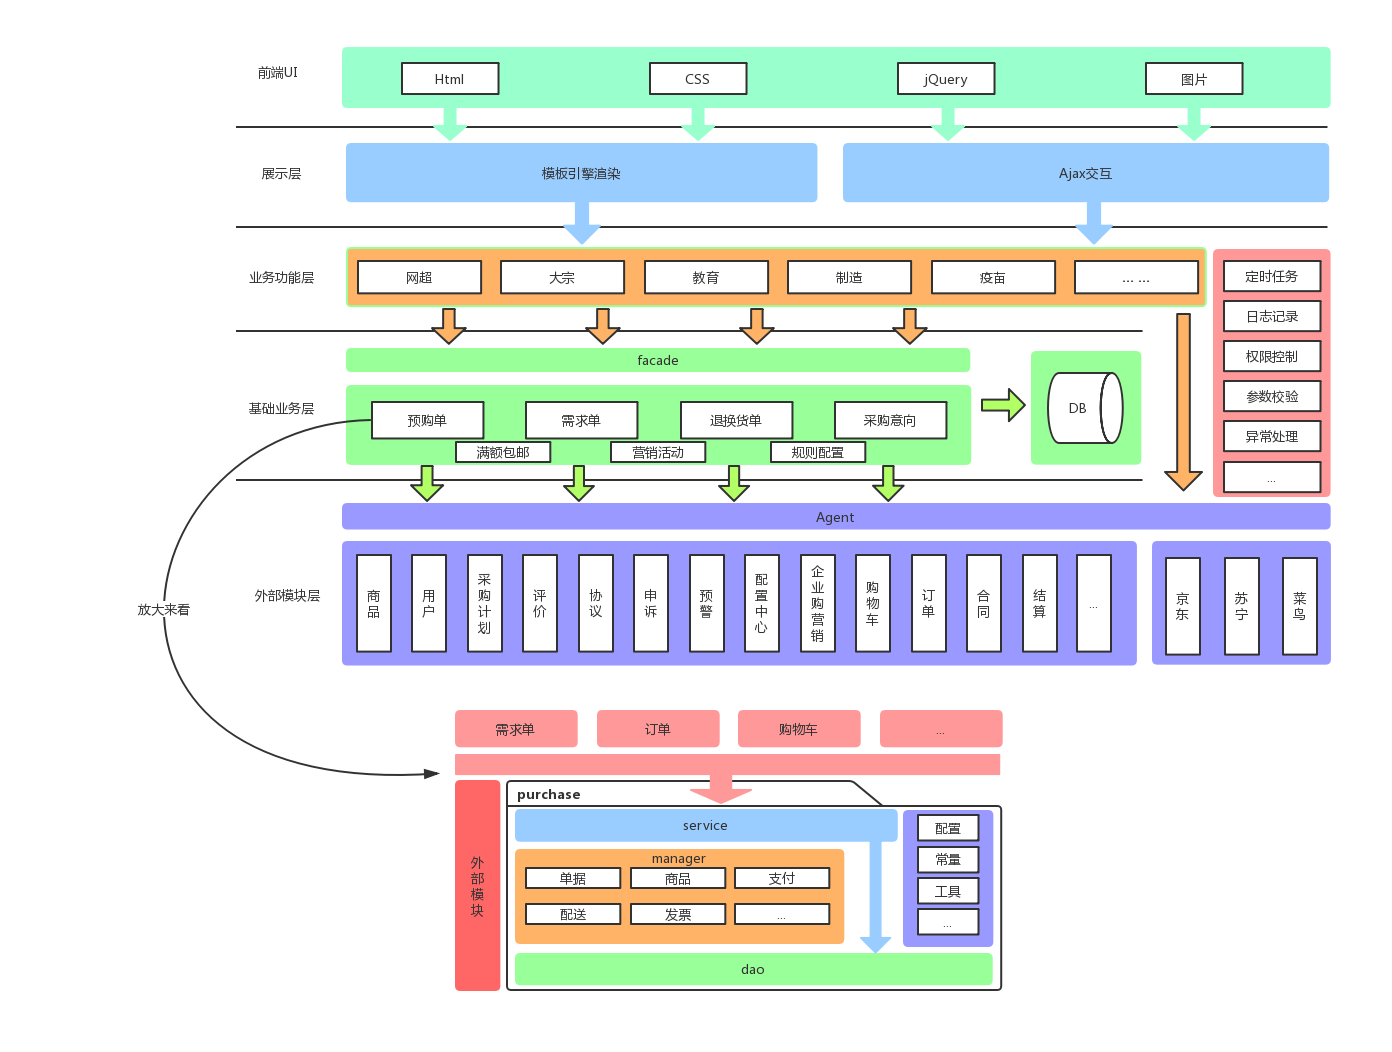 前端UI
Html
CSS
jQuery
图片
展示层
模板引擎渲染
Ajax交互
业务功能层
网超
大宗
教育
制造
疫苗
... ...
定时任务
日志记录
权限控制
参数校验
异常处理
...
facade
基础业务层
预购单
需求单
退换货单
采购意向
满额包邮
营销活动
规则配置
DB
Agent
外部模块层
商品
用户
采购计划
评价
协议
申诉
预警
配置中心
企业购营销
购物车
订单
合同
结算
...
京东
苏宁
菜鸟
放大来看
需求单
订单
购物车
...
外部模块
purchase
service
manager
单据
商品
支付
配送
发票
...
配置
常量
工具
...
dao